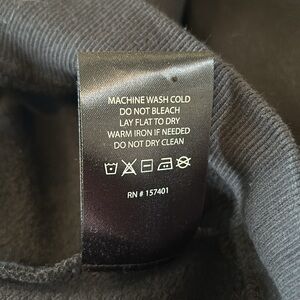 MACHINE WASH COLD
DO NOT BLEACH
LAY FLAT TO DRY
WARM IRON IF NEEDED
DO NOT DRY CLEAN
RN # 157401